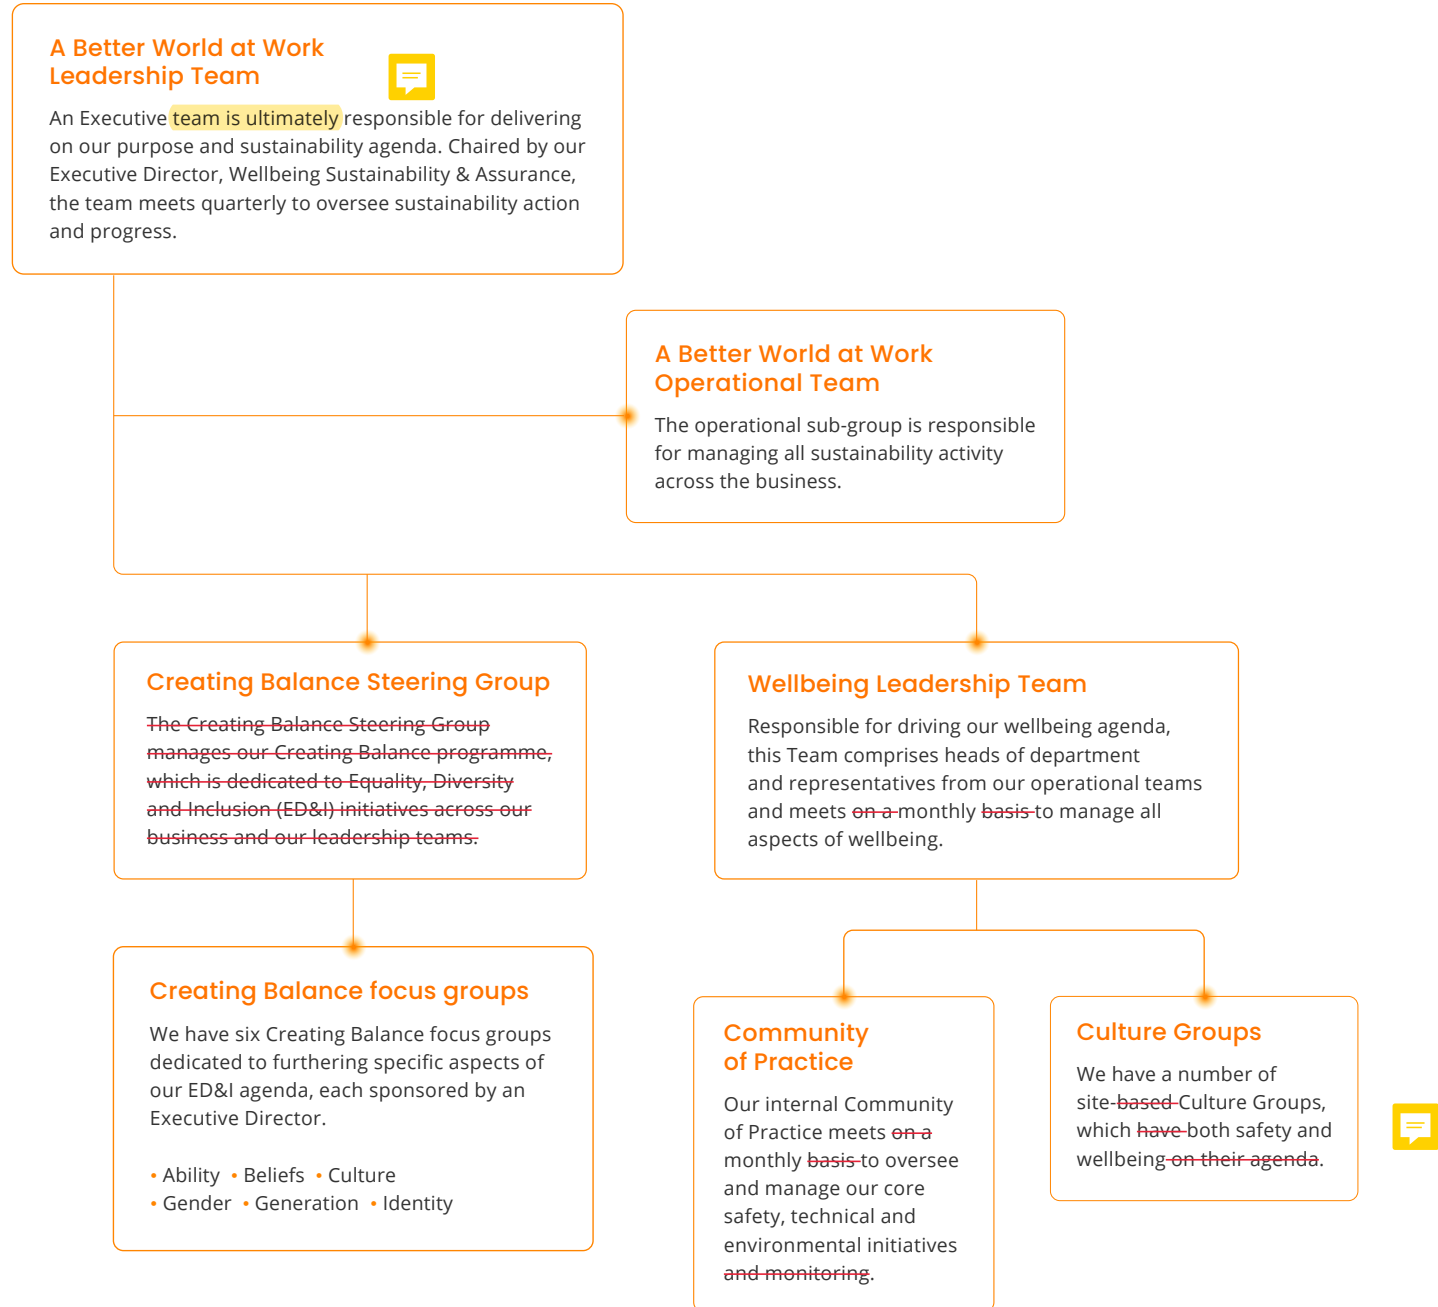 A Better World at Work
Leadership Team
An Executive team is ultimately responsible for delivering
on our purpose and sustainability agenda. Chaired by our
Executive Director, Wellbeing Sustainability & Assurance,
the team meets quarterly to oversee sustainability action
and progress.
A Better World at Work
Operational Team
The operational sub-group is responsible
for managing all sustainability activity
across the business.
Creating Balance Steering Group
The Creating Balance Steering Group
manages our Creating Balance programme,
which is dedicated to Equality, Diversity
and Inclusion (ED&I) initiatives across our
business and our leadership teams.
Wellbeing Leadership Team
Responsible for driving our wellbeing agenda,
this Team comprises heads of department
and representatives from our operational teams
and meets on a monthly basis to manage all
aspects of wellbeing.
Creating Balance focus groups
We have six Creating Balance focus groups
dedicated to furthering specific aspects of
our ED&I agenda, each sponsored by an
Executive Director.
• Ability • Beliefs • Culture
• Gender • Generation • Identity
Community
of Practice
Our internal Community
of Practice meets on a
monthly basis to oversee
and manage our core
safety, technical and
environmental initiatives
and monitoring.
Culture Groups
We have a number of
site-based Culture Groups,
which have both safety and
wellbeing on their agenda.